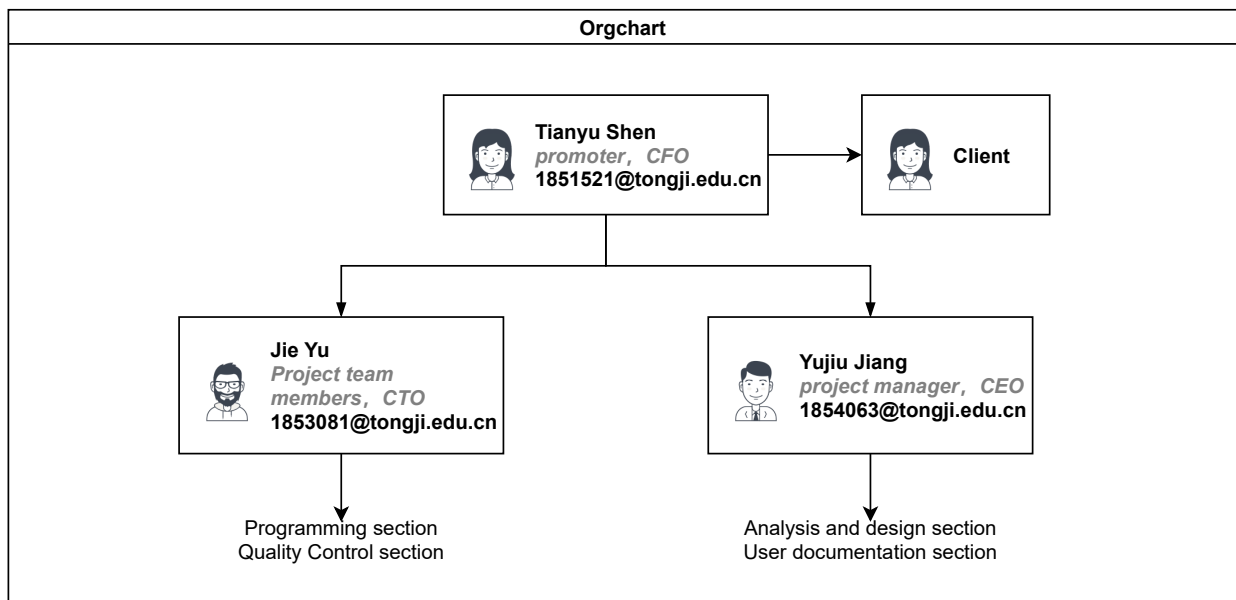 Orgchart
Tianyu Shen
promoter，CFO
1851521@tongji.edu.cn
Client
Jie Yu
Project team
members，CTO
1853081@tongji.edu.cn
Yujiu Jiang
project manager，CEO
1854063@tongji.edu.cn
Programming section
Quality Control section
Analysis and design section
User documentation section